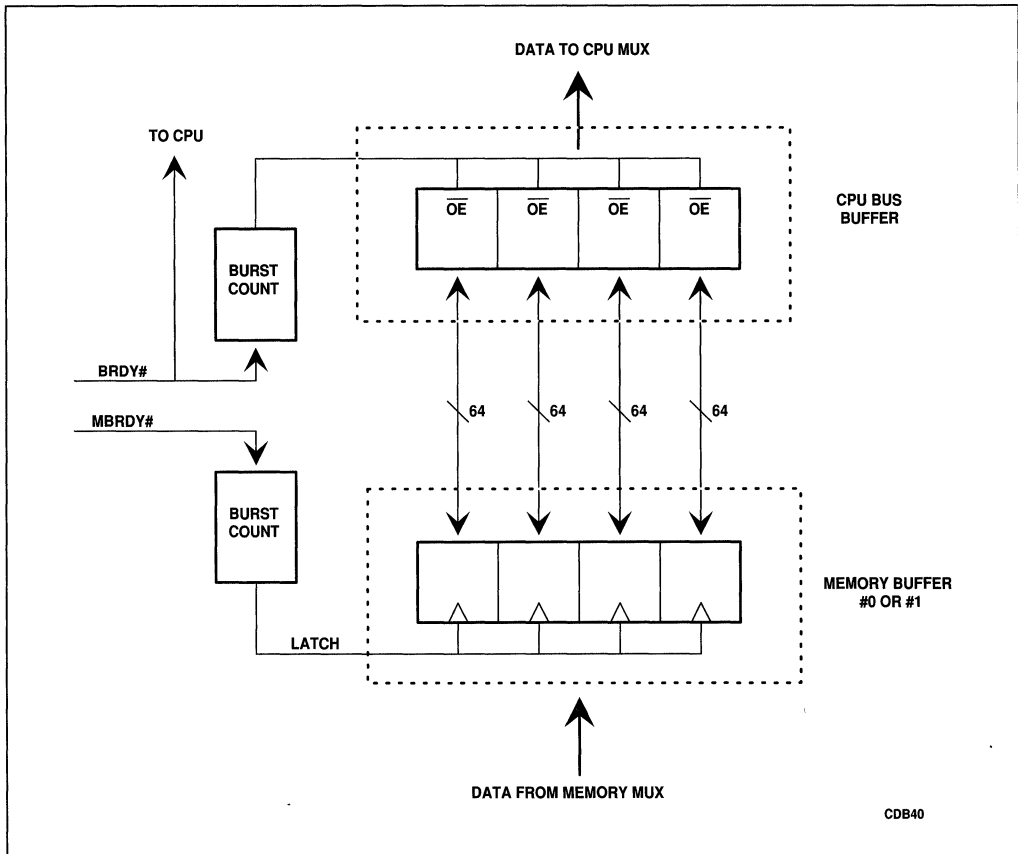 DATA TO CPU MUX
TO CPU
OE OE OE OE
CPU BUS
BUFFER
BURST
COUNT
BRDY#
64 64 64 64
MBRDY#
BURST
COUNT
MEMORY BUFFER
#0 OR #1
LATCH
DATA FROM MEMORY MUX
CDB40